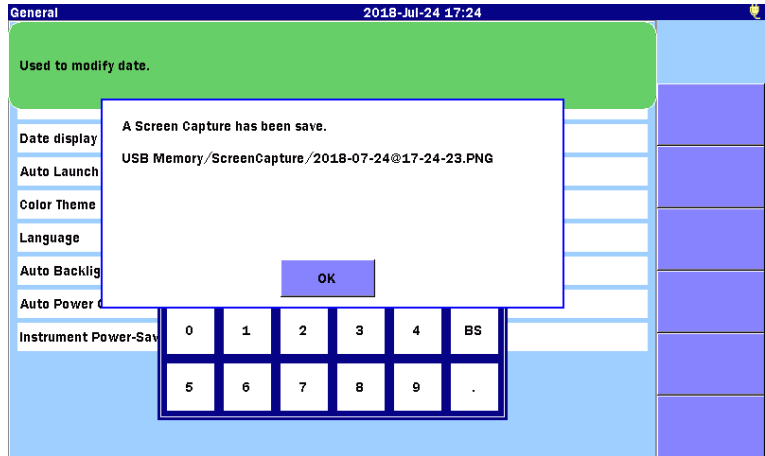 General 2018-Jul-24 17:24
Used to modify date.
A Screen Capture has been save.
USB Memory/ScreenCapture/2018-07-24@17-24-23.PNG
OK
Date display
Auto Launch
Color Theme
Language
Auto Backlig
Auto Power
Instrument Power-Sav
0 1 2 3 4 BS
5 6 7 8 9 .